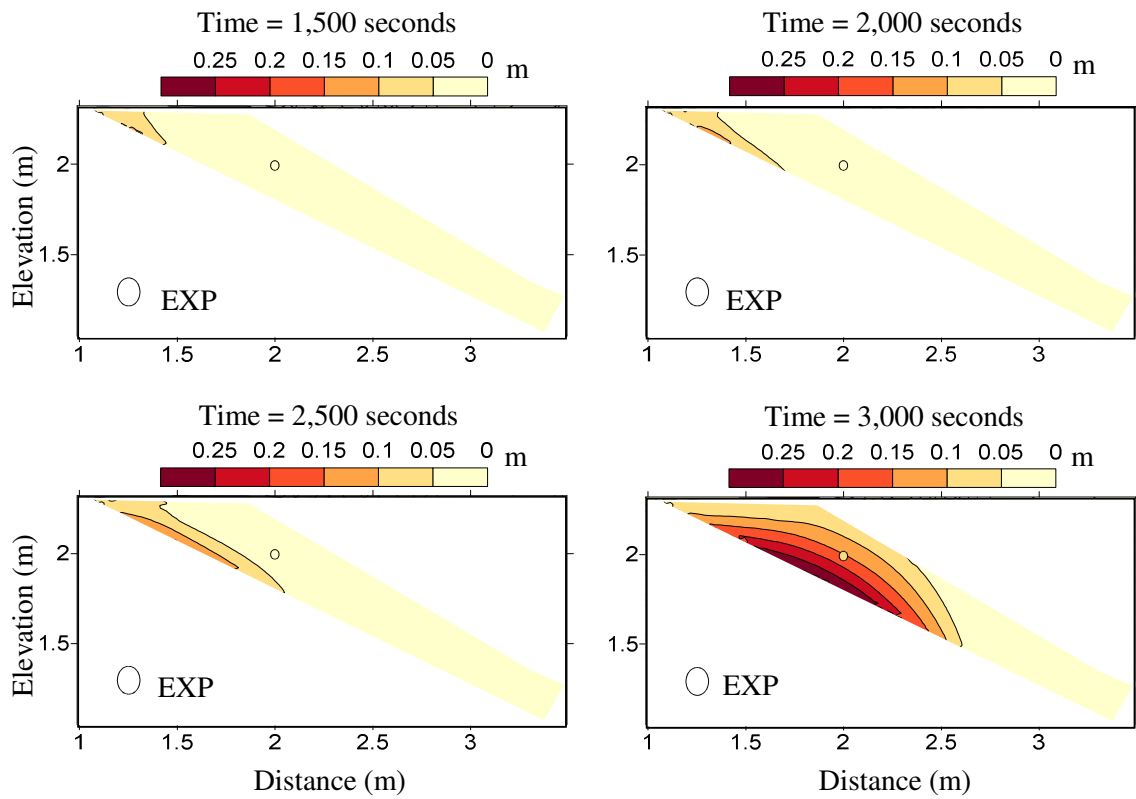 Time = 1,500 seconds
0.25 0.2 0.15 0.1 0.05 0 m
Elevation (m)
2
1.5
EXP
1 1.5 2 2.5 3
Time = 2,000 seconds
0.25 0.2 0.15 0.1 0.05 0 m
2
1.5
EXP
1 1.5 2 2.5 3
Time = 2,500 seconds
0.25 0.2 0.15 0.1 0.05 0 m
Elevation (m)
2
1.5
EXP
1 1.5 2 2.5 3
Distance (m)
Time = 3,000 seconds
0.25 0.2 0.15 0.1 0.05 0 m
2
1.5
EXP
1 1.5 2 2.5 3
Distance (m)